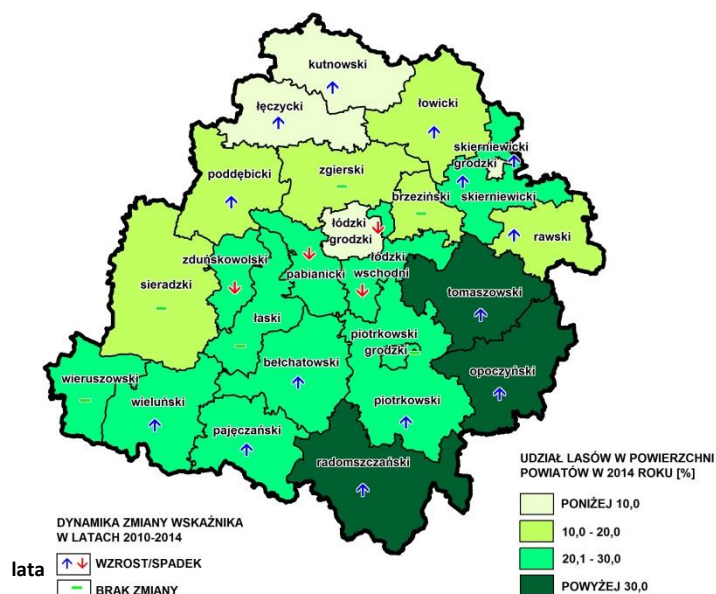 kutnowski
łęczycki
łowicki
skierniewicki
grodzki
skierniewicki
poddębicki
zgierski
brzeziński
rawski
łódzki
grodzki
łódzki
wschodni
zduńskowolski
pabianicki
sieradzki
tomaszowski
łaski
piotrkowski
grodzki
bełchatowski
opoczyński
wieruszowski
wieluński
piotrkowski
pajęczański
radomszczański
UDZIAŁ LASÓW W POWIERZCHNI
POWIATÓW W 2014 ROKU [%]
PONIŻEJ 10,0
10,0 - 20,0
20,1 - 30,0
POWYŻEJ 30,0
DYNAMIKA ZMIANY WSKAŹNIKA
W LATACH 2010-2014
lata
WZROST/SPADEK
BRAK ZMIANY